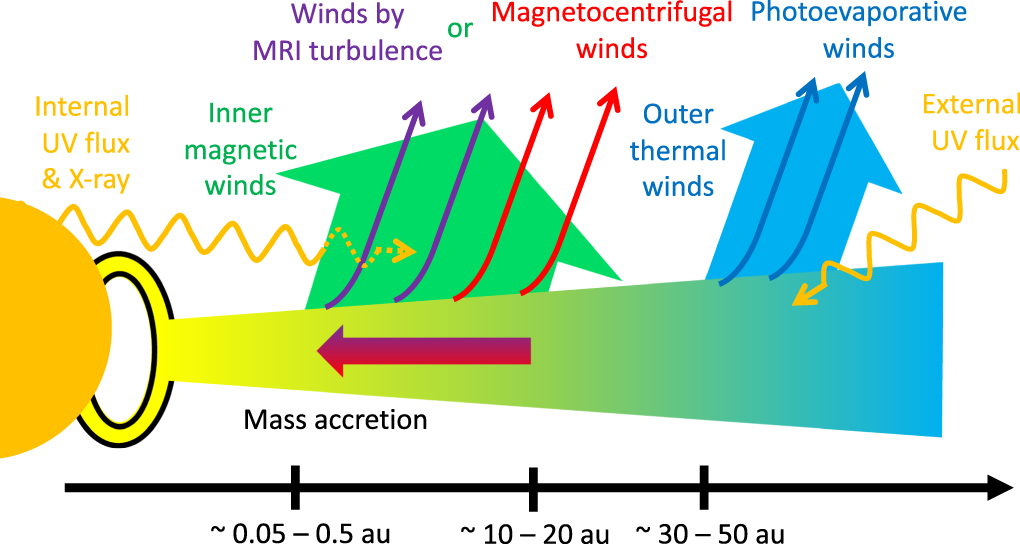 Winds by
MRI turbulence
or
Magnetocentrifugal
winds
Photoevaporative
winds
Internal
UV flux
& X-ray
Inner
magnetic
winds
Outer
thermal
winds
External
UV flux
Mass accretion
~ 0.05 – 0.5 au
~ 10 – 20 au
~ 30 – 50 au